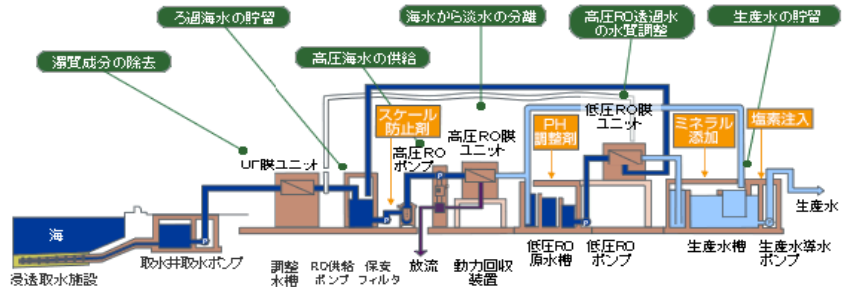 海水から淡水の分離
高圧RO透過水
の水質調整
ろ過海水の貯留
生産水の貯留
濁質成分の除去
高圧海水の供給
スケール
防止剤
低圧RO膜
ユニット
PH
調整剤
ミネラル
添加
塩素注入
高圧RO
ポンプ
高圧RO膜
ユニット
UF膜ユニット
P
P
P
P
P
海
生産水
取水井取水ポンプ
浸透取水施設
調整
水槽
RO供給
ポンプ
保安
フィルタ
放流
動力回収
装置
低圧RO
原水槽
低圧RO
ポンプ
生産水槽
生産水導水
ポンプ